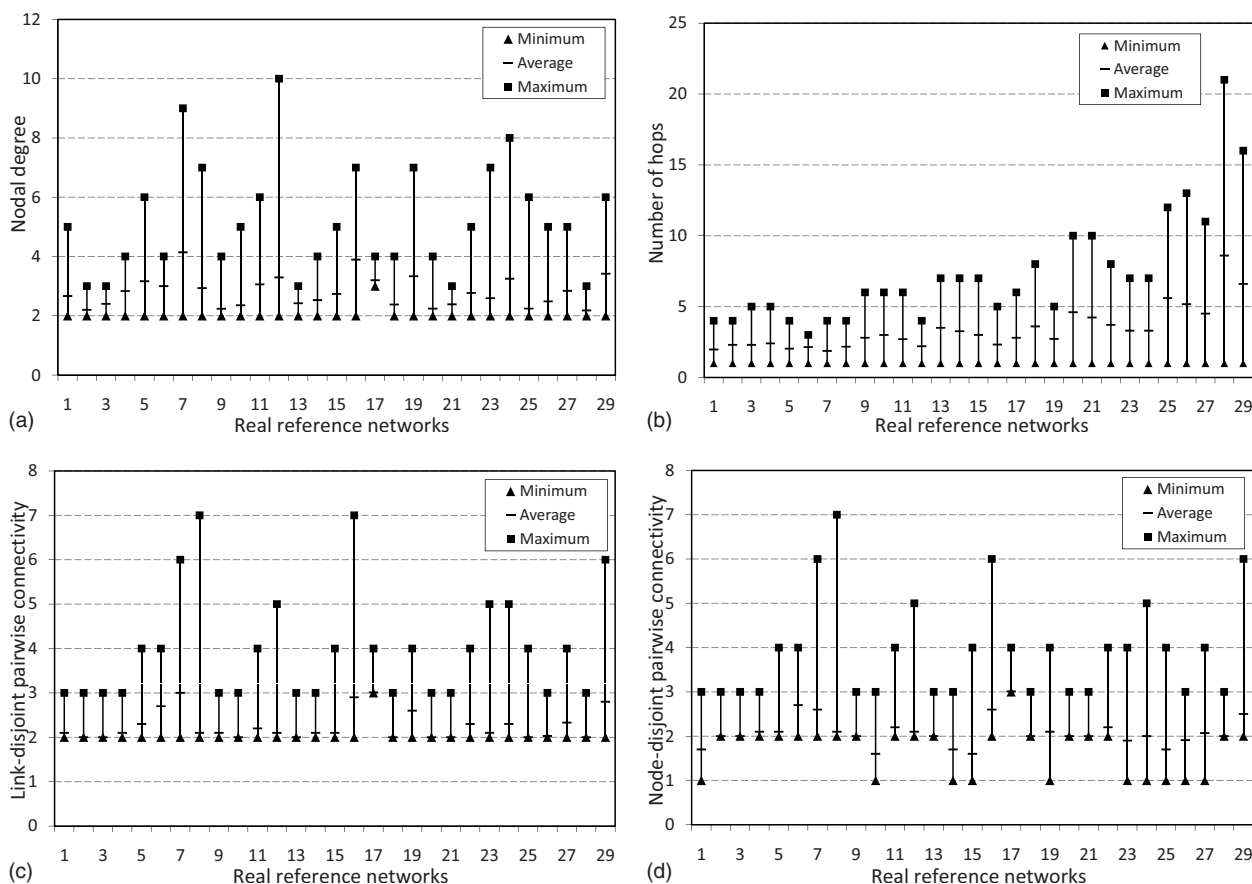 12
10
8
6
4
2
0
Nodal degree
Minimum
Average
Maximum
1 3 5 7 9 11 13 15 17 19 21 23 25 27 29
(a) Real reference networks
25
20
15
10
5
0
Number of hops
Minimum
Average
Maximum
1 3 5 7 9 11 13 15 17 19 21 23 25 27 29
(b) Real reference networks
8
7
6
5
4
3
2
1
0
Link-disjoint pairwise connectivity
Minimum
Average
Maximum
1 3 5 7 9 11 13 15 17 19 21 23 25 27 29
(c) Real reference networks
8
7
6
5
4
3
2
1
0
Node-disjoint pairwise connectivity
Minimum
Average
Maximum
1 3 5 7 9 11 13 15 17 19 21 23 25 27 29
(d) Real reference networks